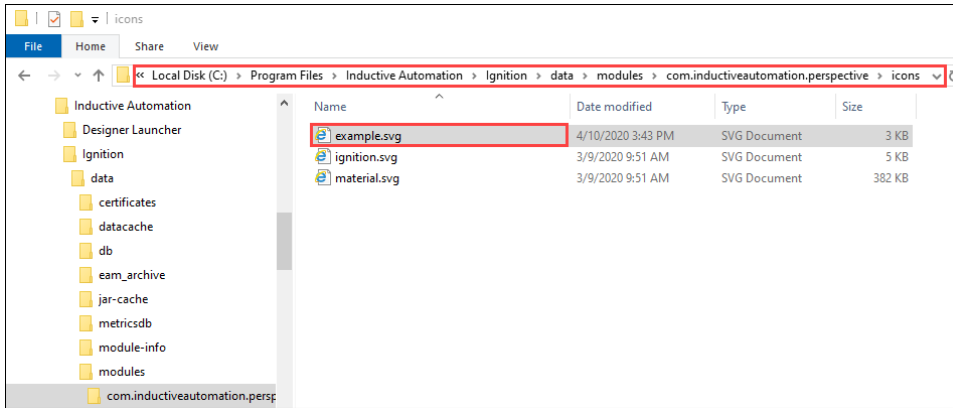 icons
File Home Share View
« Local Disk (C:) > Program Files > Inductive Automation > Ignition > data > modules > com.inductiveautomation.perspective > icons
Inductive Automation
Designer Launcher
Ignition
data
certificates
datacache
db
eam_archive
jar-cache
metricsdb
module-info
modules
com.inductiveautomation.persp
Name Date modified Type Size
example.svg 4/10/2020 3:43 PM SVG Document 3 KB
ignition.svg 3/9/2020 9:51 AM SVG Document 5 KB
material.svg 3/9/2020 9:51 AM SVG Document 382 KB